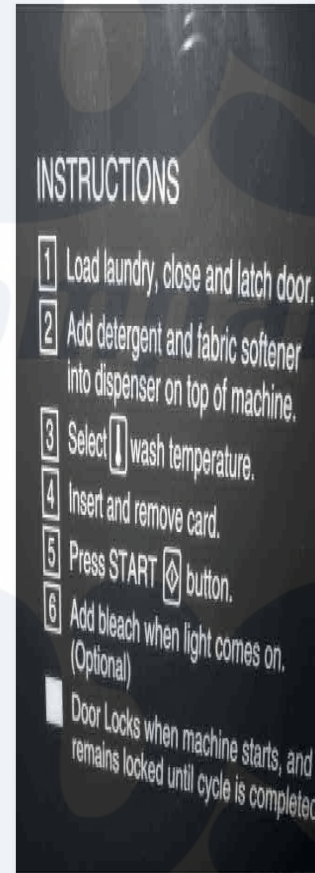 INSTRUCTIONS
1 Load laundry, close and latch door.
2 Add detergent and fabric softener
into dispenser on top of machine.
3 Select wash temperature.
4 Insert and remove card.
5 Press START button.
6 Add bleach when light comes on.
(Optional)
Door Locks when machine starts, and
remains locked until cycle is completed